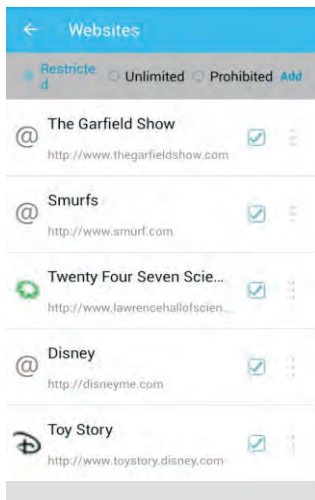 Websites
Restricte
d
Unlimited
Prohibited
Add
The Garfield Show
http://www.thegarfieldshow.com
Smurfs
http://www.smurf.com
Twenty Four Seven Scie...
http://www.lawrencehallofscien..
Disney
http://disneyme.com
Toy Story
http://www.toystory.disney.com